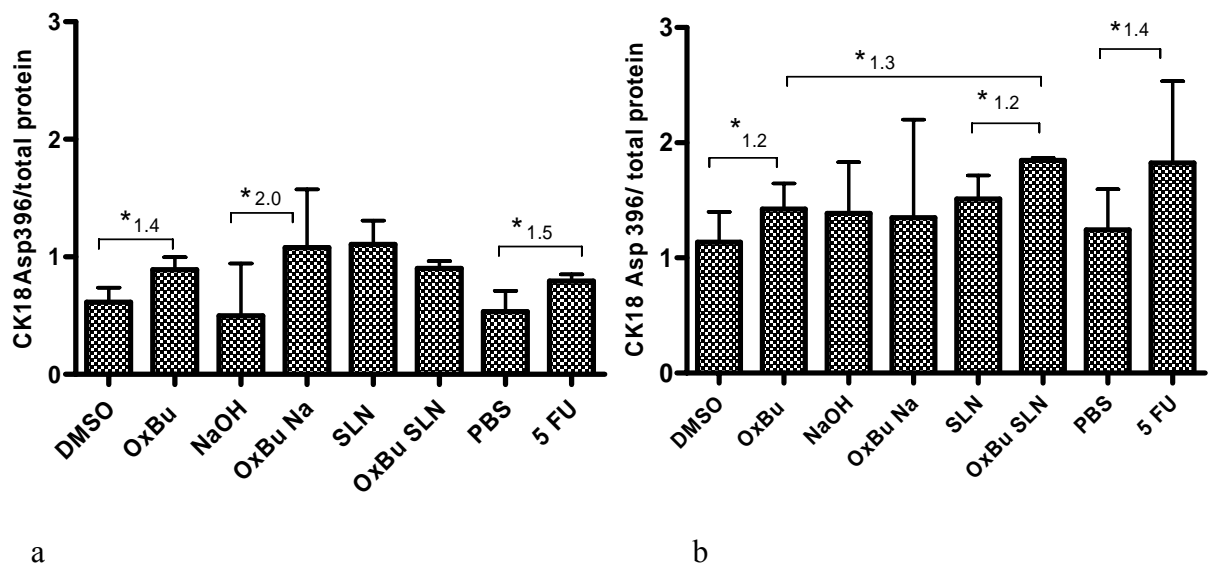 CK18Asp396/total protein
3
2
1
0
* 1.4
* 2.0
* 1.5
DMSO
OxBu
NaOH
OxBu Na
SLN
OxBu SLN
PBS
5 FU
a
CK18 Asp 396/ total protein
3
2
1
0
* 1.2
* 1.3
* 1.2
* 1.4
DMSO
OxBu
NaOH
OxBu Na
SLN
OxBu SLN
PBS
5 FU
b